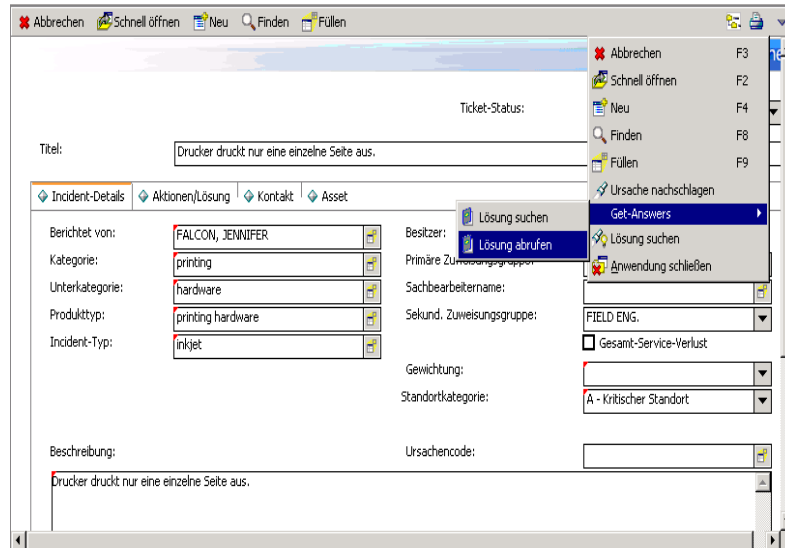 Abbrechen Schnell öffnen Neu Finden Füllen
Ticket-Status:
Titel: Drucker druckt nur eine einzelne Seite aus.
Incident-Details Aktionen/Lösung Kontakt Asset
Berichtet von: FALCON, JENNIFER
Kategorie: printing
Unterkategorie: hardware
Produkttyp: printing hardware
Incident-Typ: inkjet
Besitzer:
Primäre Zuweisungsgruppe:
Sachbearbeitername:
Sekund. Zuweisungsgruppe: FIELD ENG.
Gesamt-Service-Verlust
Gewichtung:
Standortkategorie: A - Kritischer Standort
Beschreibung:
Ursachencode:
Drucker druckt nur eine einzelne Seite aus.
Abbrechen F3
Schnell öffnen F2
Neu F4
Finden F8
Füllen F9
Ursache nachschlagen
Get-Answers
Lösung suchen
Anwendung schließen
Lösung suchen
Lösung abrufen